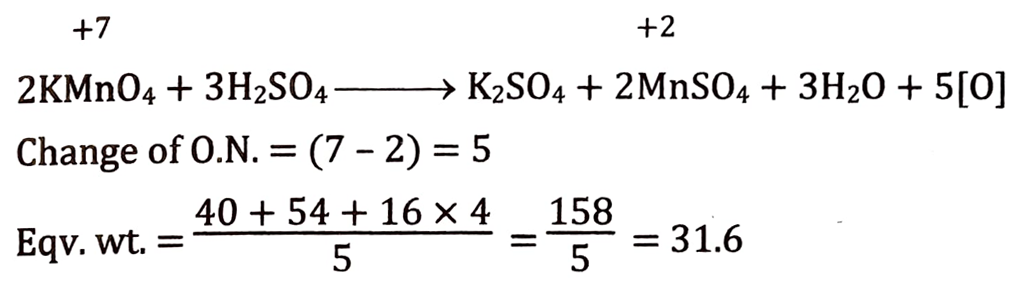 +7 +2
2KMnO₄ + 3H₂SO₄ ⟶ K₂SO₄ + 2MnSO₄ + 3H₂O + 5[O]
Change of O.N. = (7 − 2) = 5
Eqv. wt. = (40 + 54 + 16 × 4)/5 = 158/5 = 31.6